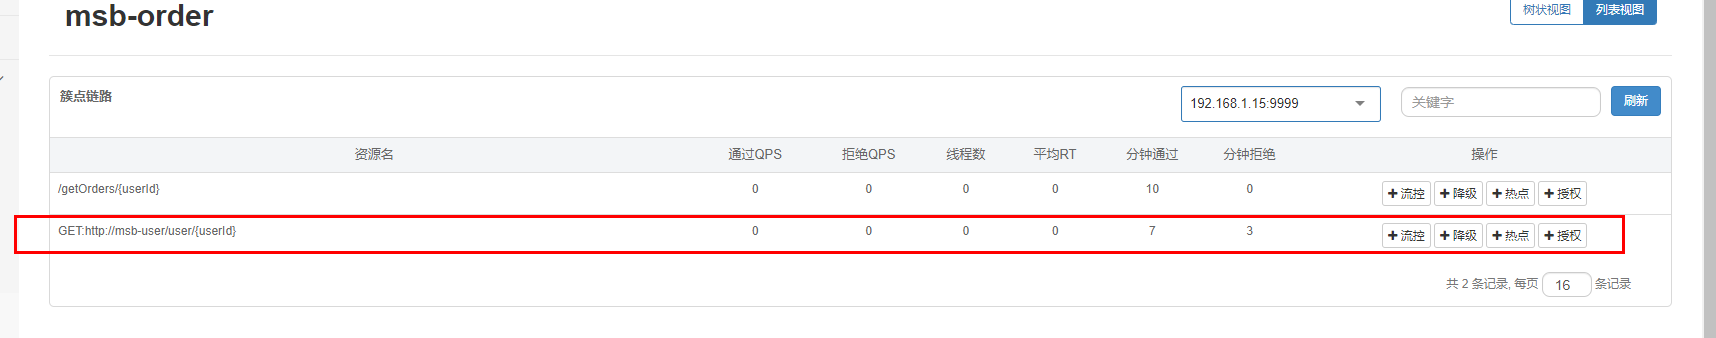 msb-order
树状视图 列表视图
簇点链路 192.168.1.15:9999 关键字 刷新
资源名 通过QPS 拒绝QPS 线程数 平均RT 分钟通过 分钟拒绝 操作
/getOrders/{userId} 0 0 0 0 10 0 + 流控 + 降级 + 热点 + 授权
GET:http://msb-user/user/{userId} 0 0 0 0 7 3 + 流控 + 降级 + 热点 + 授权
共 2 条记录, 每页 16 条记录